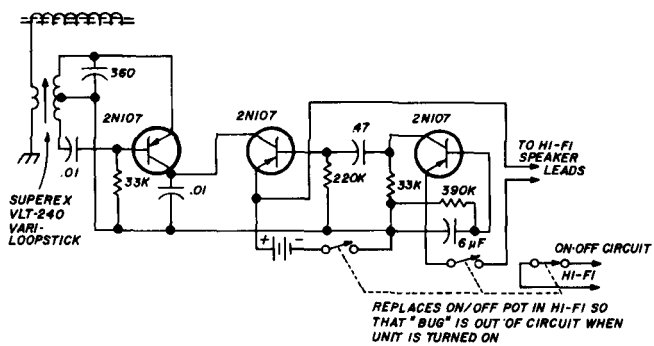 360
2N107
2N107
2N107
.01
33K
.01
220K
.47
33K
390K
6 µF
TO HI-FI
SPEAKER
LEADS
SUPEREX
VLT-240
VARI-
LOOPSTICK
+ -
ON-OFF CIRCUIT
HI-FI
REPLACES ON/OFF POT IN HI-FI SO
THAT "BUG" IS OUT OF CIRCUIT WHEN
UNIT IS TURNED ON